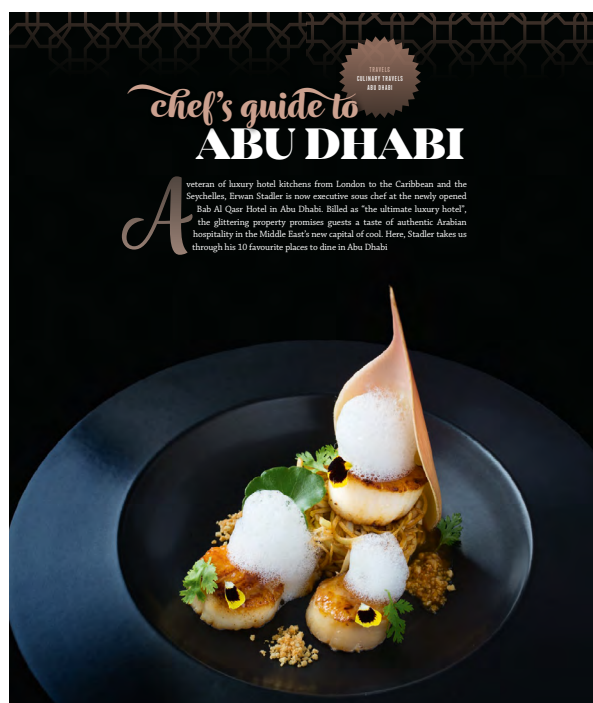 TRAVELS
CULINARY TRAVELS
ABU DHABI
chef's guide to
ABU DHABI
A veteran of luxury hotel kitchens from London to the Caribbean and the
Seychelles, Erwan Stadler is now executive sous chef at the newly opened
Bab Al Qasr Hotel in Abu Dhabi. Billed as “the ultimate luxury hotel”,
the glittering property promises guests a taste of authentic Arabian
hospitality in the Middle East's new capital of cool. Here, Stadler takes us
through his 10 favourite places to dine in Abu Dhabi